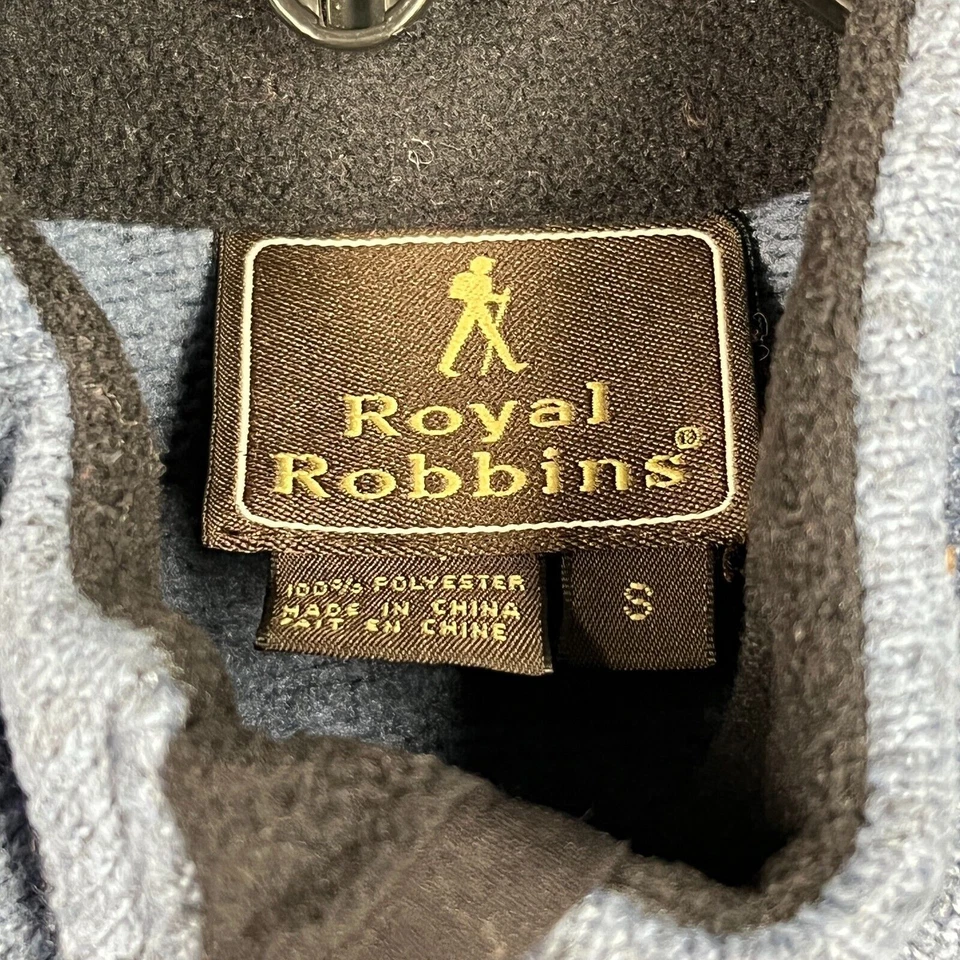 Royal
Robbins®
100% POLYESTER
MADE IN CHINA
FAIT EN CHINE
S